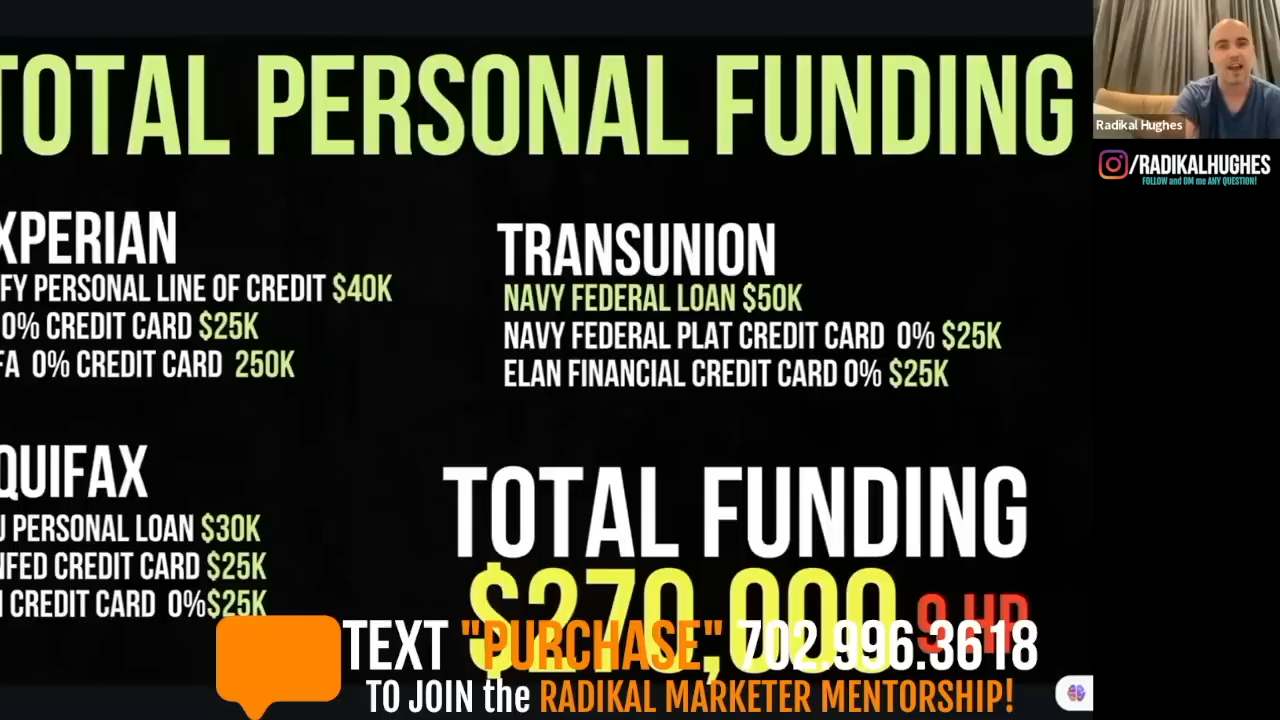 TOTAL PERSONAL FUNDING
Radikal Hughes
/RADIKALHUGHES
FOLLOW and DM me ANY QUESTION!
XPERIAN
FY PERSONAL LINE OF CREDIT $40K
0% CREDIT CARD $25K
FA 0% CREDIT CARD 250K
TRANSUNION
NAVY FEDERAL LOAN $50K
NAVY FEDERAL PLAT CREDIT CARD 0% $25K
ELAN FINANCIAL CREDIT CARD 0% $25K
QUIFAX
PERSONAL LOAN $30K
NFED CREDIT CARD $25K
CREDIT CARD 0%$25K
TOTAL FUNDING
$270,000 9 HP
TEXT "PURCHASE" 702.996.3618
TO JOIN the RADIKAL MARKETER MENTORSHIP!